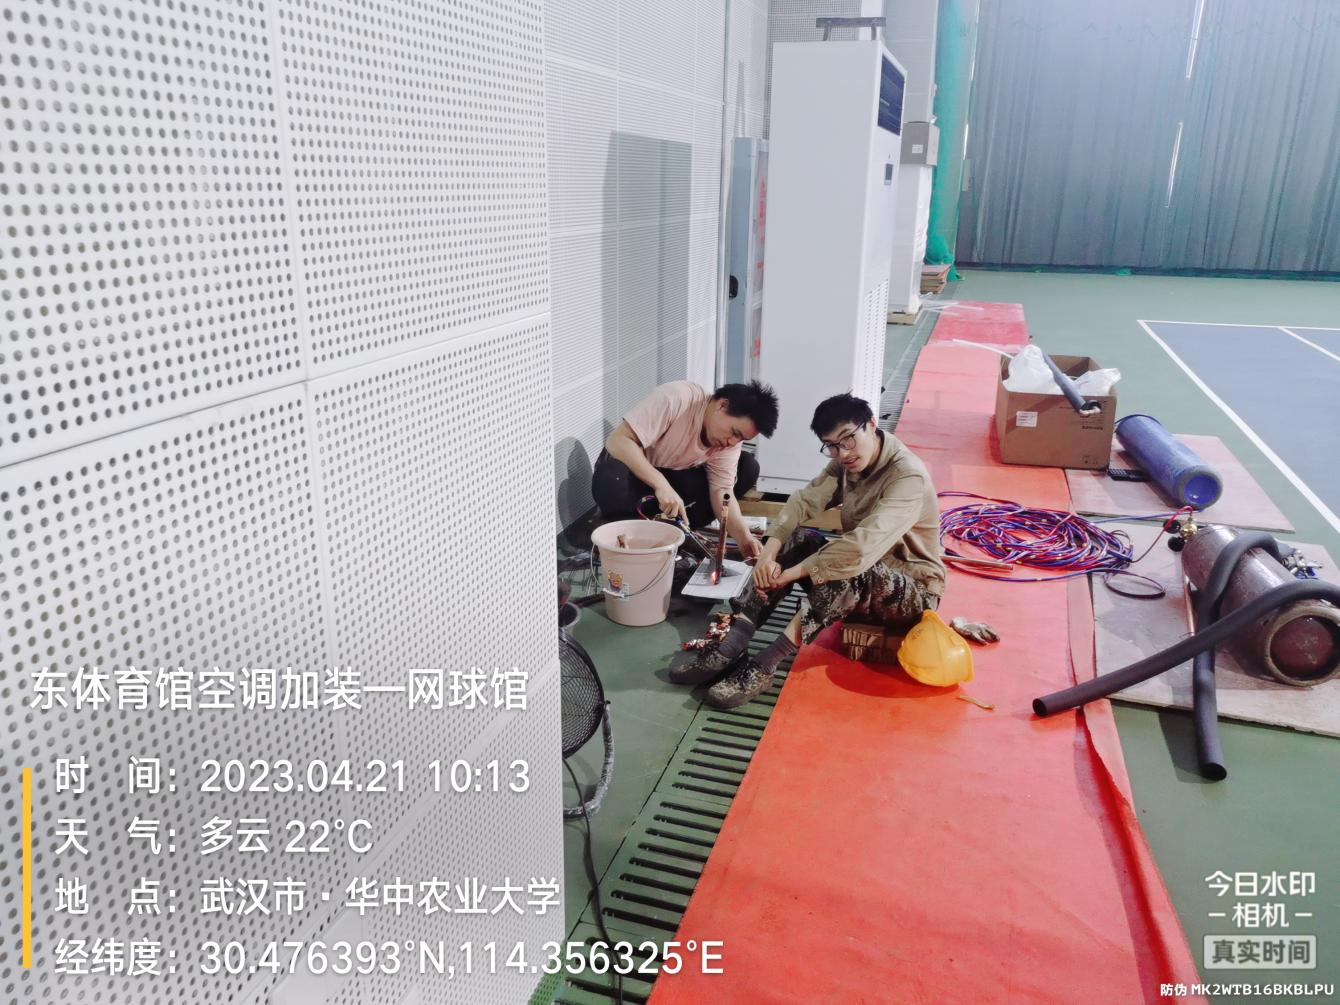 东体育馆空调加装—网球馆
时 间：2023.04.21 10:13
天 气：多云 22°C
地 点：武汉市·华中农业大学
经纬度：30.476393°N,114.356325°E
今日水印
-相机-
真实时间
防伪 MK2WTB16BKBLPU